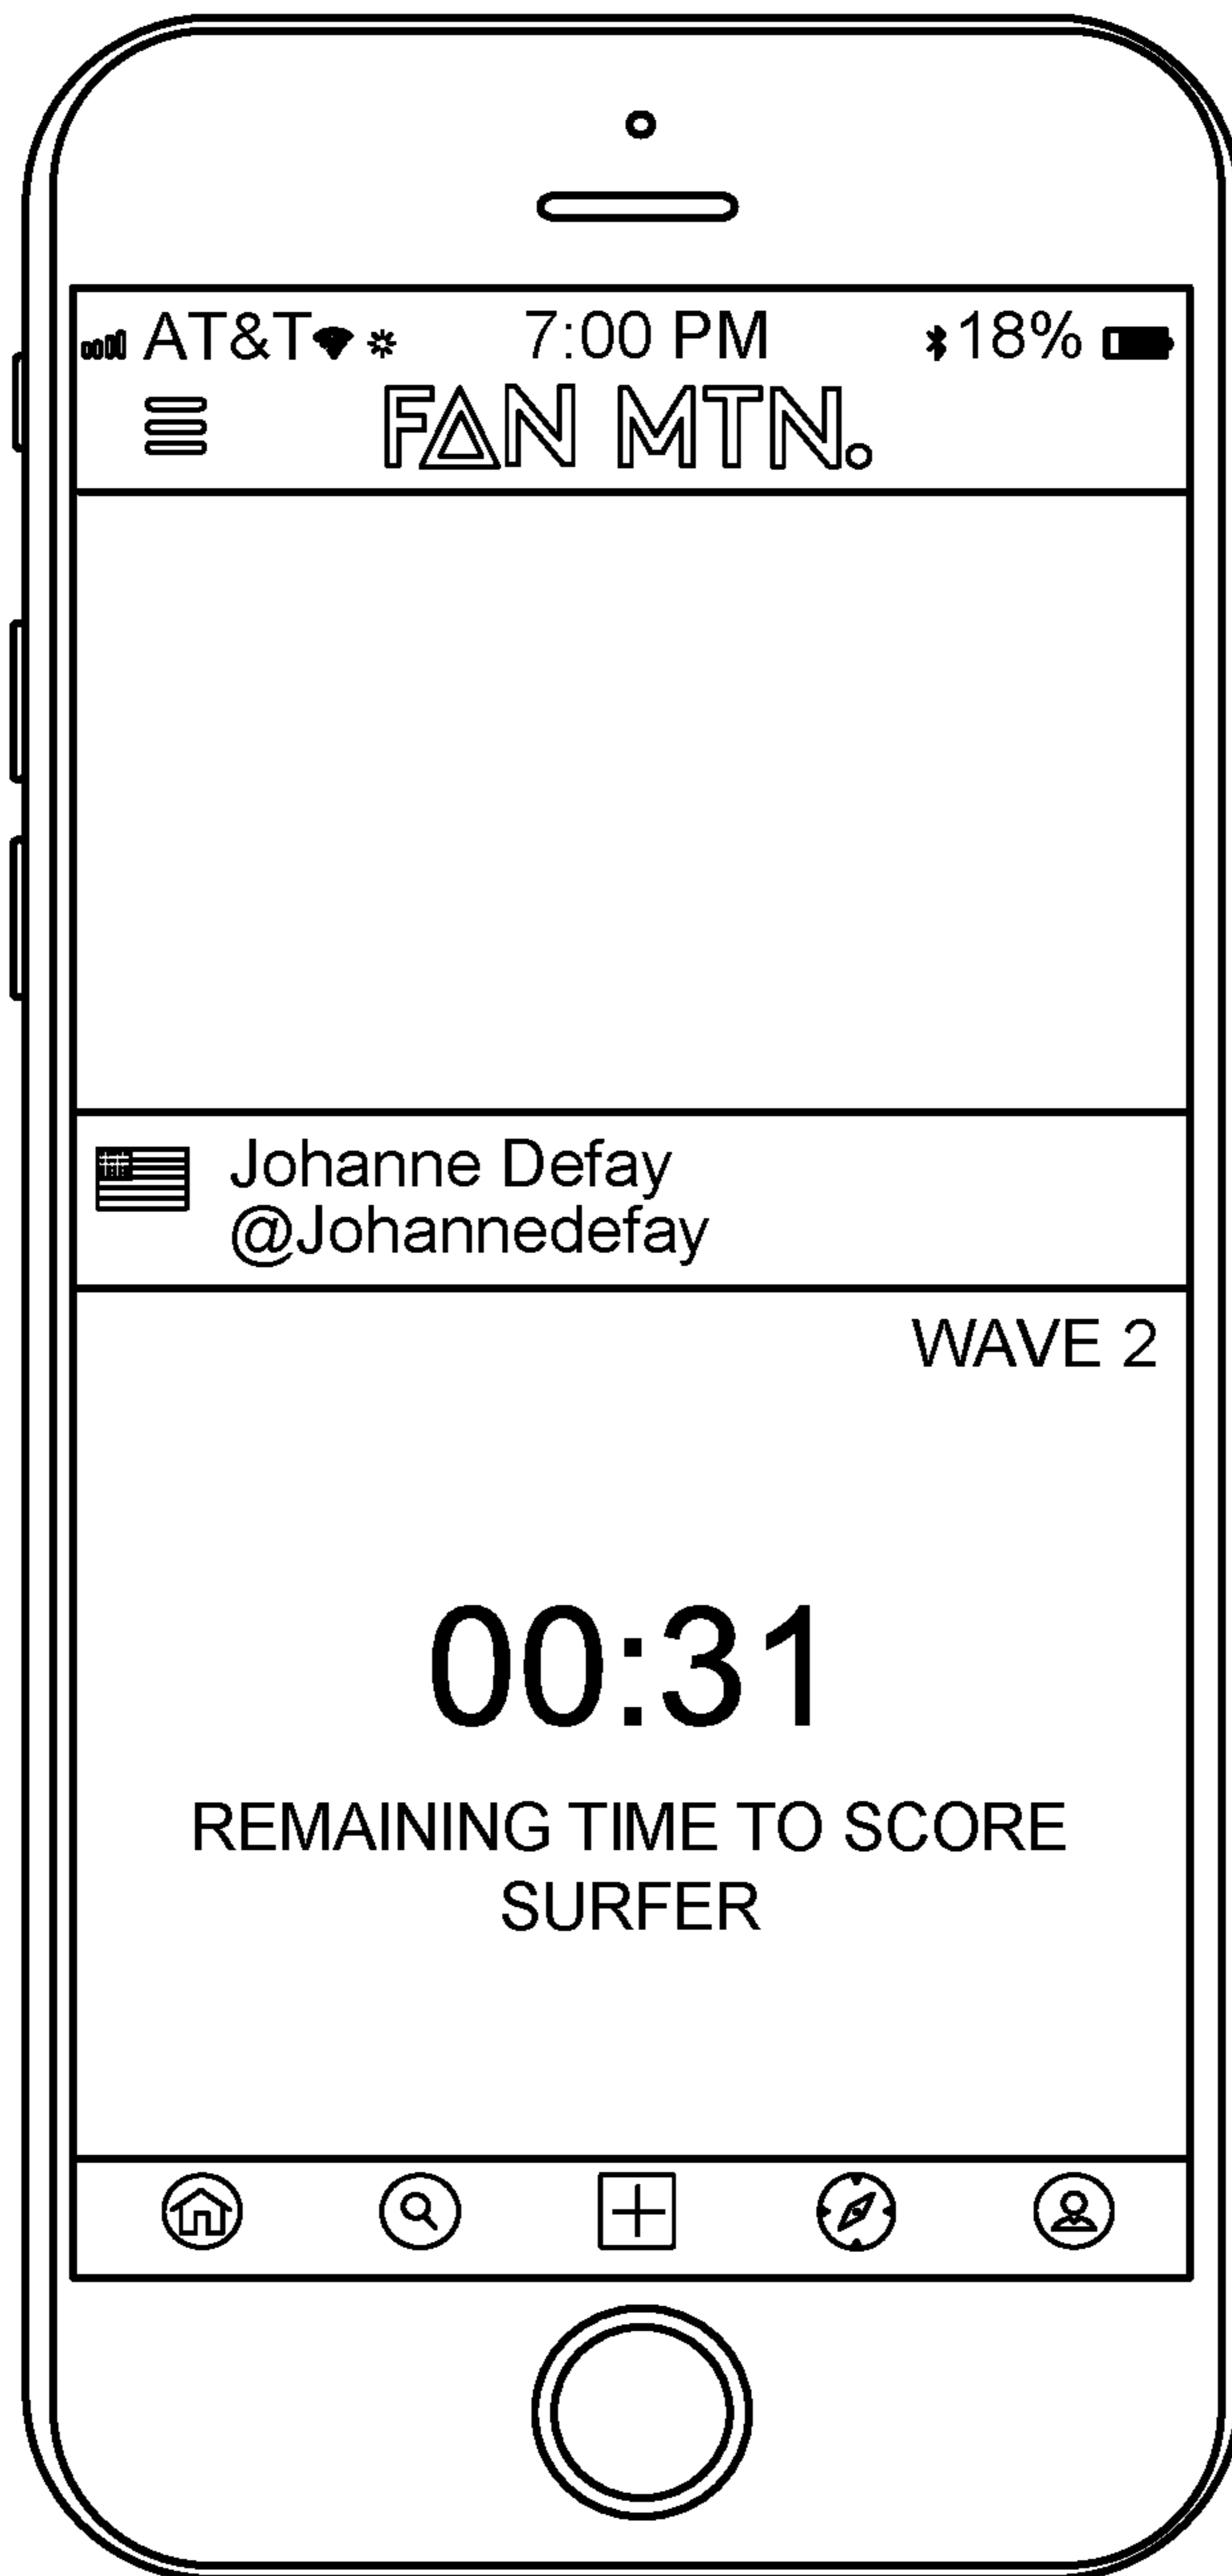 AT&T 7:00 PM 18%
FAN MTN.
Johanne Defay
@Johannedefay
WAVE 2
00:31
REMAINING TIME TO SCORE
SURFER